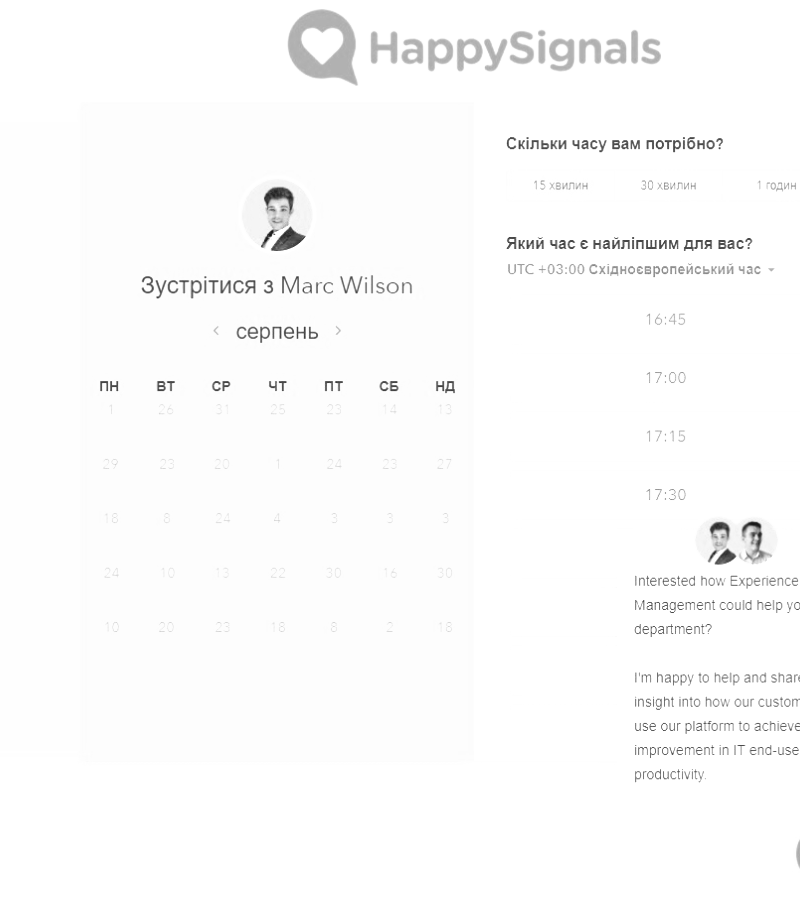 HappySignals
Зустрітися з Marc Wilson
серпень
ПН ВТ СР ЧТ ПТ СБ НД
1 26 31 25 23 14 13
29 23 20 1 24 23 27
18 8 24 4 3 3 3
24 10 13 22 30 16 30
10 20 23 18 8 2 18
Скільки часу вам потрібно?
15 хвилин 30 хвилин 1 годин
Який час є найліпшим для вас?
UTC +03:00 Східноєвропейський час
16:45
17:00
17:15
17:30
Interested how Experience
Management could help yo
department?
I'm happy to help and share
insight into how our custom
use our platform to achieve
improvement in IT end-use
productivity.